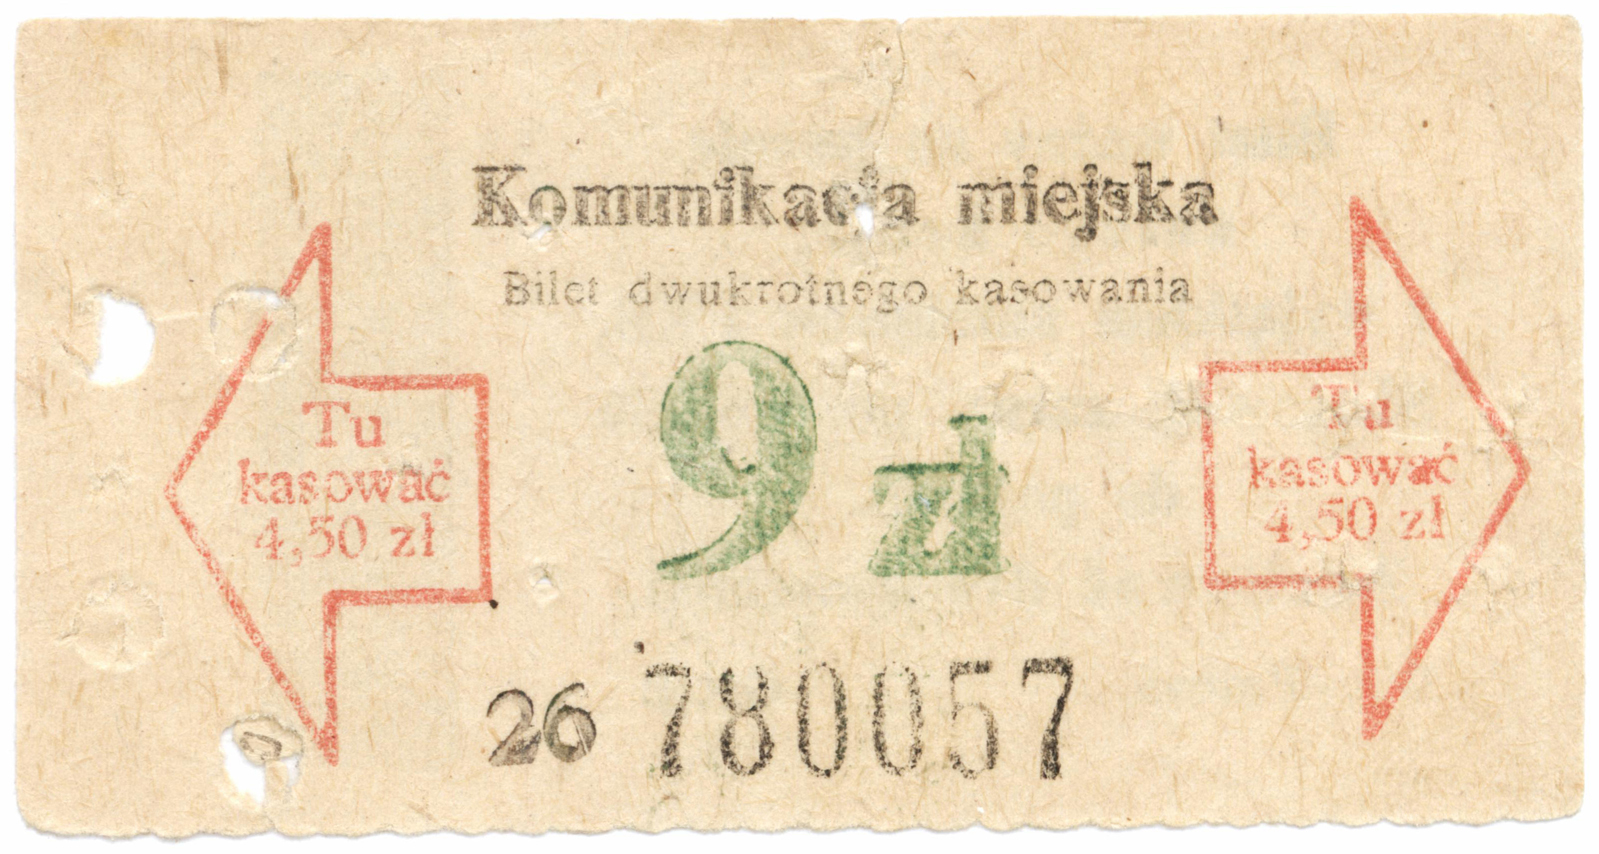 Komunikacja miejska
Bilet dwukrotnego kasowania
Tu
kasować
4,50 zł
9 zł
Tu
kasować
4,50 zł
26 780057